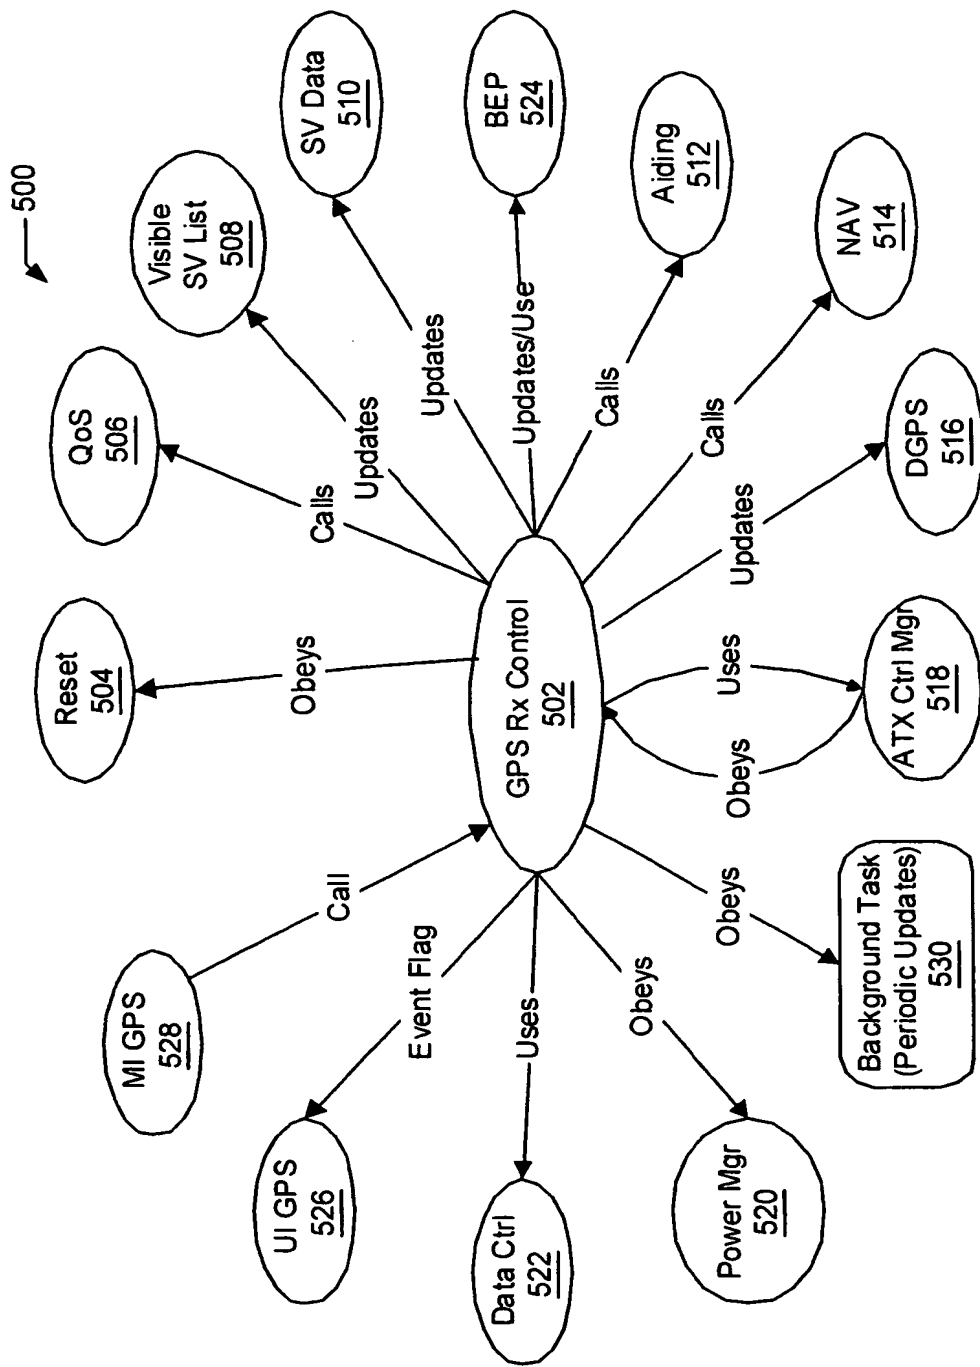 500
Reset
504
QoS
506
Visible
SV List
508
SV Data
510
BEP
524
Aiding
512
NAV
514
DGPS
516
ATX Ctrl Mgr
518
Background Task
(Periodic Updates)
530
Power Mgr
520
Data Ctrl
522
UI GPS
526
MI GPS
528
GPS Rx Control
502
Obeys
Calls
Updates
Updates
Updates/Use
Calls
Calls
Updates
Uses
Obeys
Obeys
Obeys
Uses
Event Flag
Call